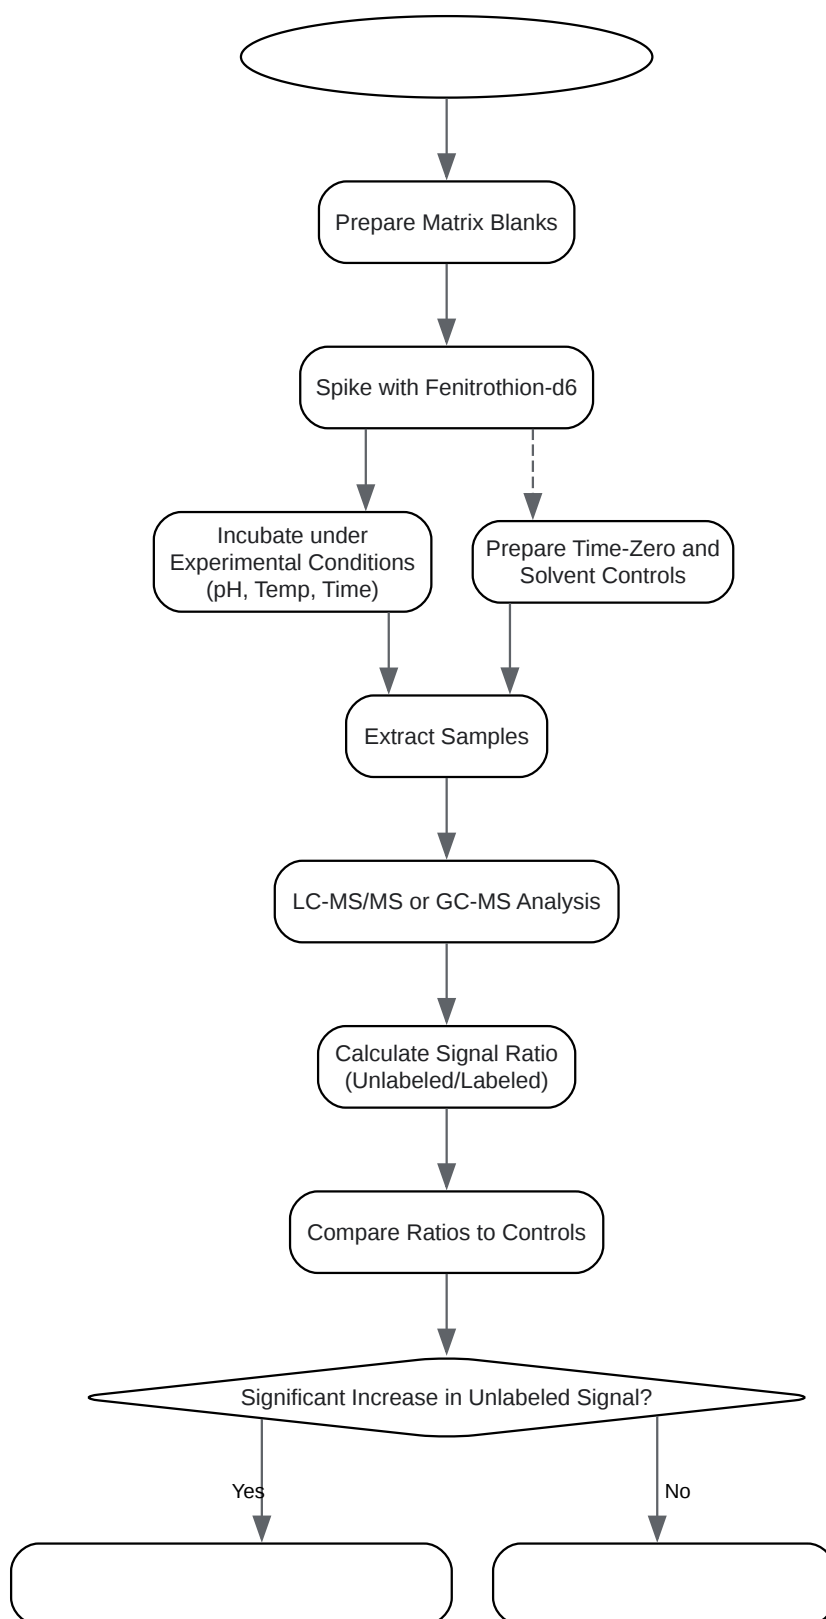 Prepare Matrix Blanks
Spike with Fenitrothion-d6
Incubate under
Experimental Conditions
(pH, Temp, Time)
Prepare Time-Zero and
Solvent Controls
Extract Samples
LC-MS/MS or GC-MS Analysis
Calculate Signal Ratio
(Unlabeled/Labeled)
Compare Ratios to Controls
Significant Increase in Unlabeled Signal?
Yes
No